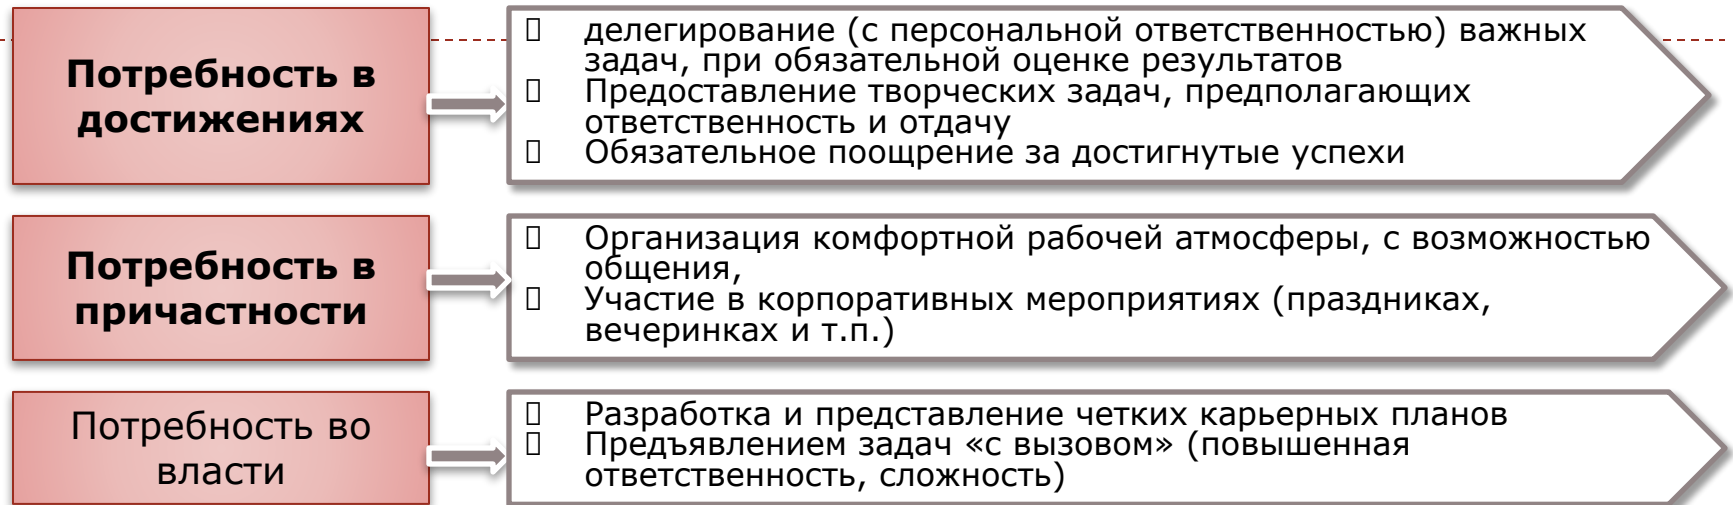 Потребность в
достижениях
делегирование (с персональной ответственностью) важных
задач, при обязательной оценке результатов
Предоставление творческих задач, предполагающих
ответственность и отдачу
Обязательное поощрение за достигнутые успехи
Потребность в
причастности
Организация комфортной рабочей атмосферы, с возможностью
общения,
Участие в корпоративных мероприятиях (праздниках,
вечеринках и т.п.)
Потребность во
власти
Разработка и представление четких карьерных планов
Предъявлением задач «с вызовом» (повышенная
ответственность, сложность)